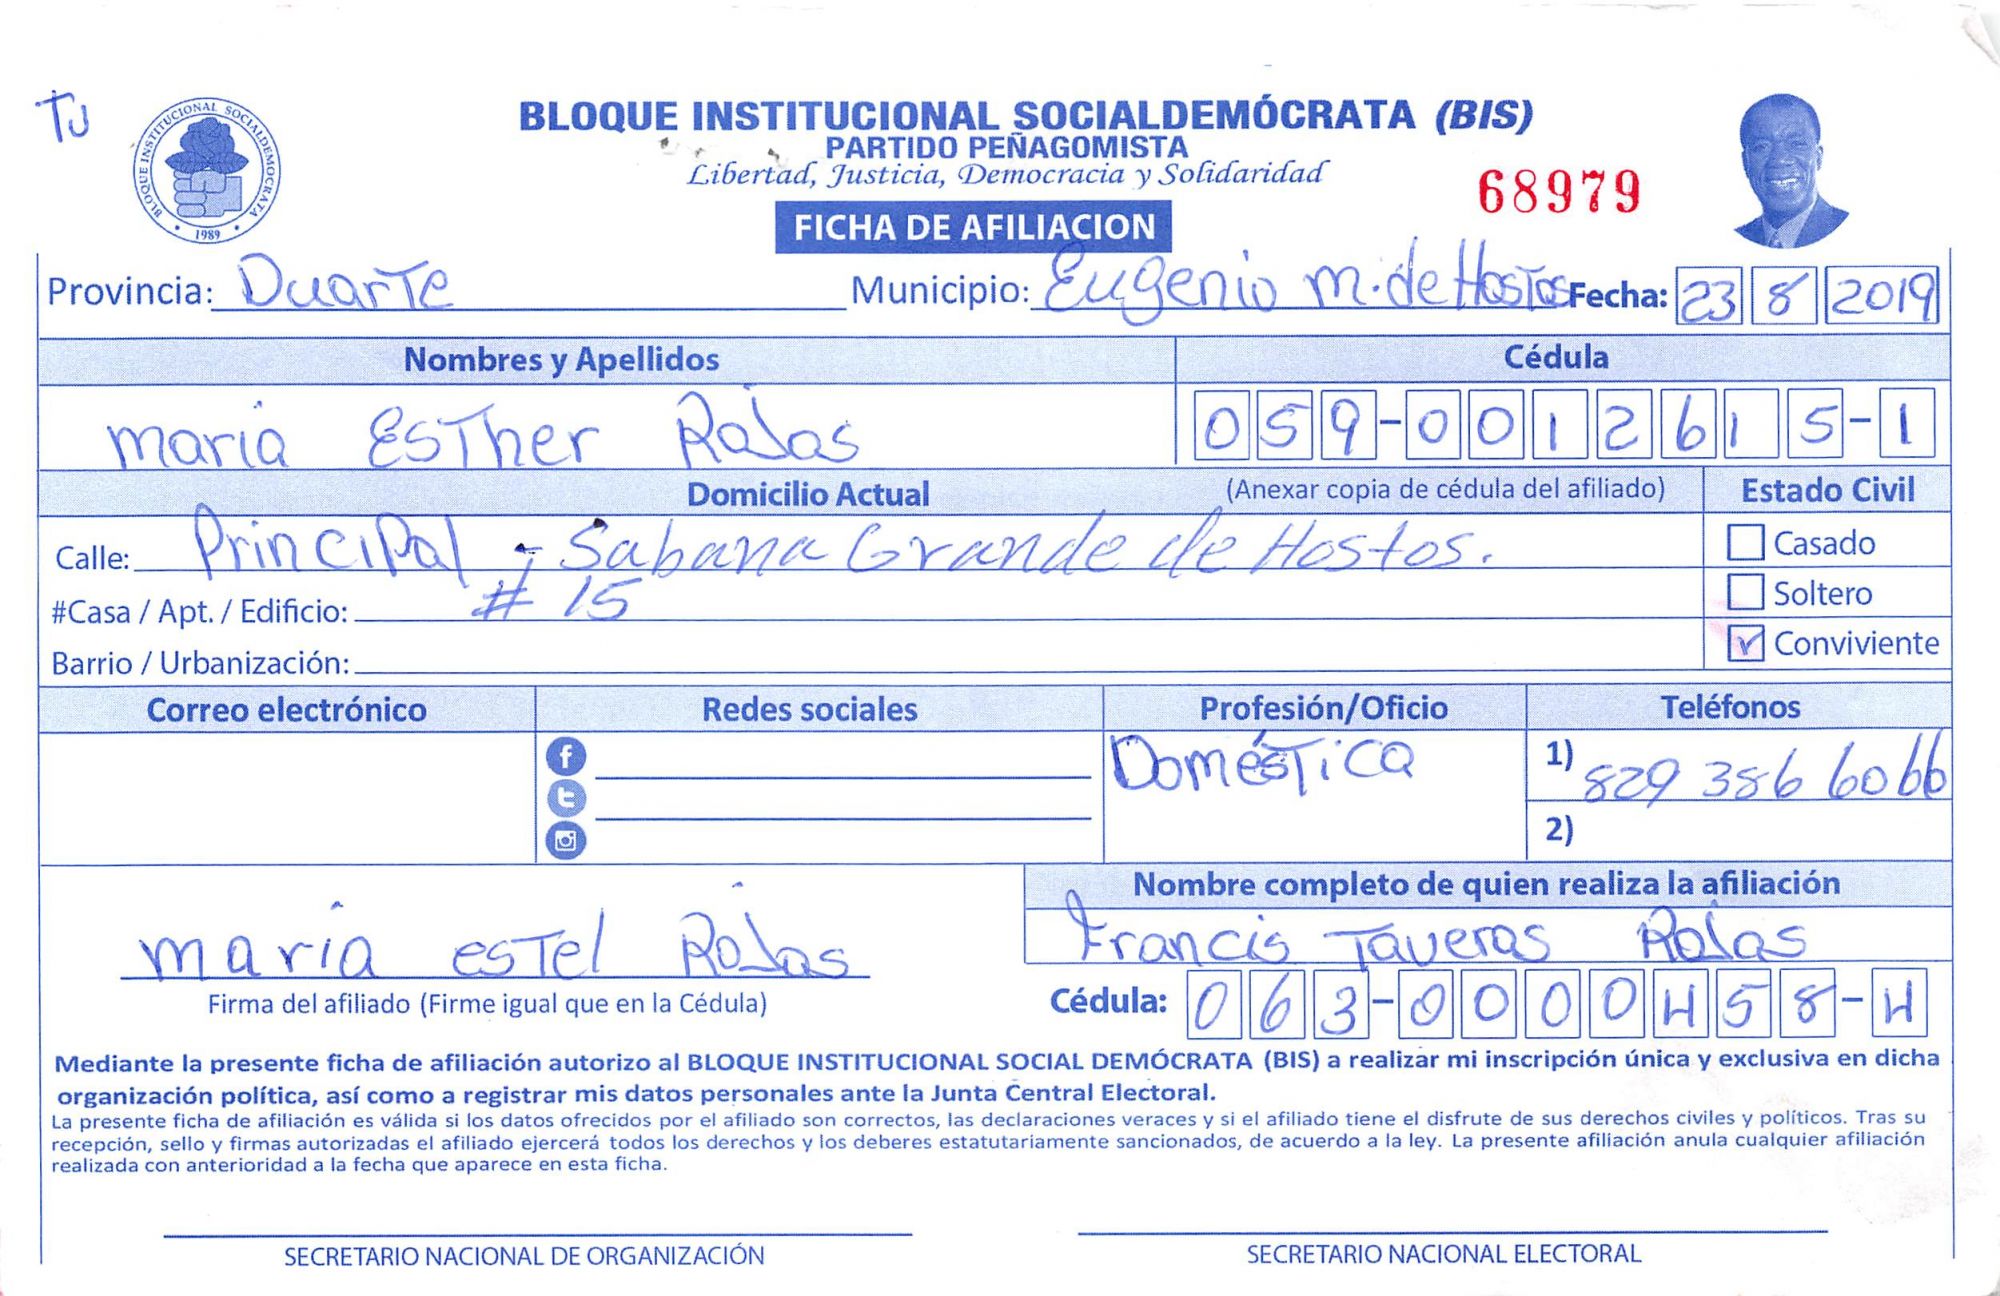 TJ
BLOQUE INSTITUCIONAL SOCIALDEMOCRATA
1989
BLOQUE INSTITUCIONAL SOCIALDEMÓCRATA (BIS)
PARTIDO PEÑAGOMISTA
Libertad, Justicia, Democracia y Solidaridad
68979
FICHA DE AFILIACION
Provincia: Duarte Municipio: Eugenio M. de Hostos Fecha: 23 8 2019
Nombres y Apellidos Cédula
maria Esther Rojas 059-0012615-1
Domicilio Actual (Anexar copia de cédula del afiliado) Estado Civil
Calle: Principal - Sabana Grande de Hostos. Casado
#Casa / Apt. / Edificio: # 15 Soltero
Barrio / Urbanización: Conviviente
Correo electrónico Redes sociales Profesión/Oficio Teléfonos
Doméstica 1) 829 386 6066
2)
Nombre completo de quien realiza la afiliación
maria estel Rojas Francis Taveras Rojas
Firma del afiliado (Firme igual que en la Cédula) Cédula: 063-0000458-4
Mediante la presente ficha de afiliación autorizo al BLOQUE INSTITUCIONAL SOCIAL DEMÓCRATA (BIS) a realizar mi inscripción única y exclusiva en dicha
organización política, así como a registrar mis datos personales ante la Junta Central Electoral.
La presente ficha de afiliación es válida si los datos ofrecidos por el afiliado son correctos, las declaraciones veraces y si el afiliado tiene el disfrute de sus derechos civiles y políticos. Tras su
recepción, sello y firmas autorizadas el afiliado ejercerá todos los derechos y los deberes estatutariamente sancionados, de acuerdo a la ley. La presente afiliación anula cualquier afiliación
realizada con anterioridad a la fecha que aparece en esta ficha.
SECRETARIO NACIONAL DE ORGANIZACIÓN SECRETARIO NACIONAL ELECTORAL